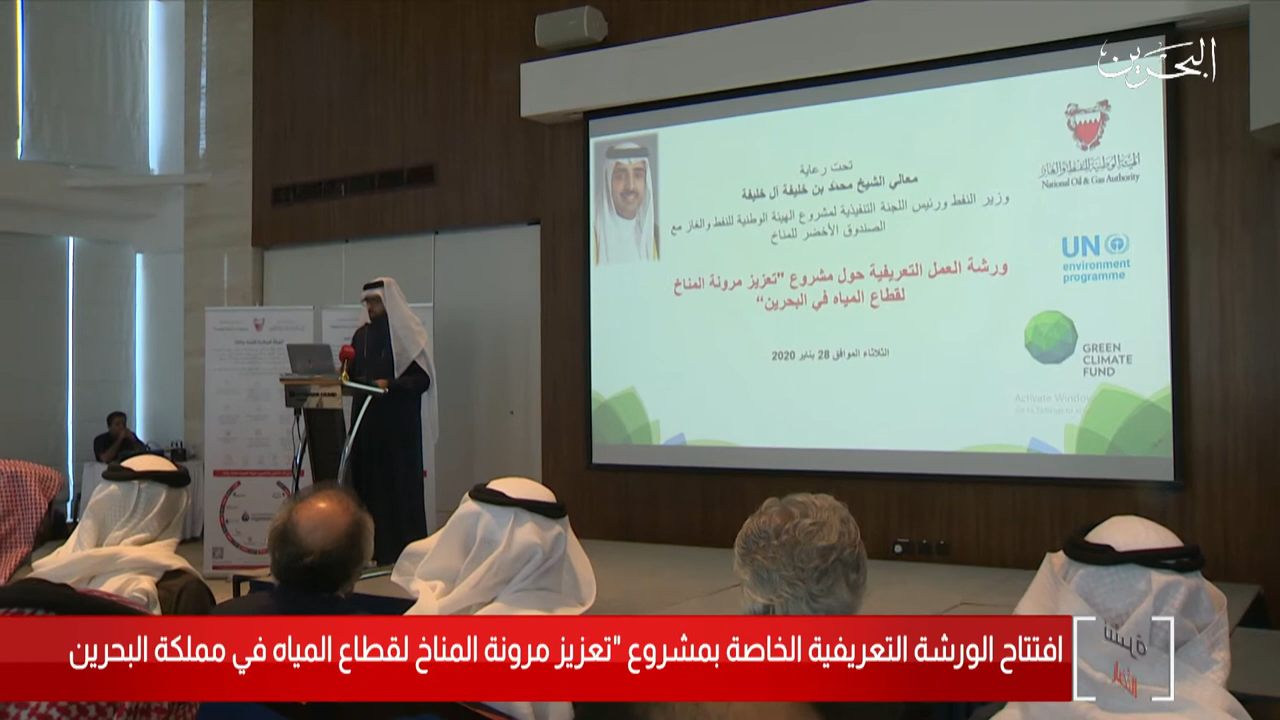 البحرين
تحت رعاية
معالي الشيخ محمد بن خليفة آل خليفة
وزير النفط ورئيس اللجنة التنفيذية لمشروع الهيئة الوطنية للنفط والغاز مع
الصندوق الأخضر للمناخ
ورشة العمل التعريفية حول مشروع "تعزيز مرونة المناخ
لقطاع المياه في البحرين"
الثلاثاء الموافق 28 يناير 2020
الهيئة الوطنية للنفط والغاز
National Oil & Gas Authority
UN
environment
programme
GREEN
CLIMATE
FUND
Activate Window
افتتاح الورشة التعريفية الخاصة بمشروع "تعزيز مرونة المناخ لقطاع المياه في مملكة البحرين
نشرة
الأخبار